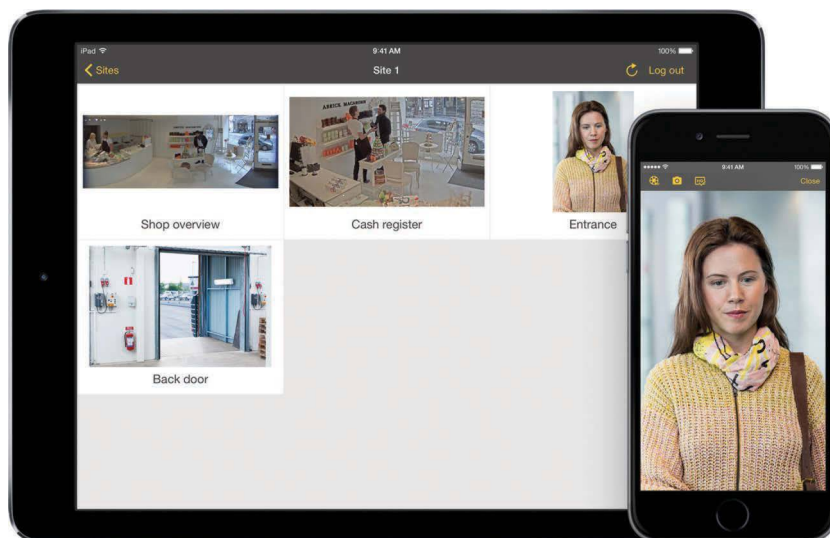 iPad
9:41 AM
100%
Sites
Site 1
Log out
Shop overview
Cash register
Entrance
Back door
9:41 AM
100%
HQ
Close